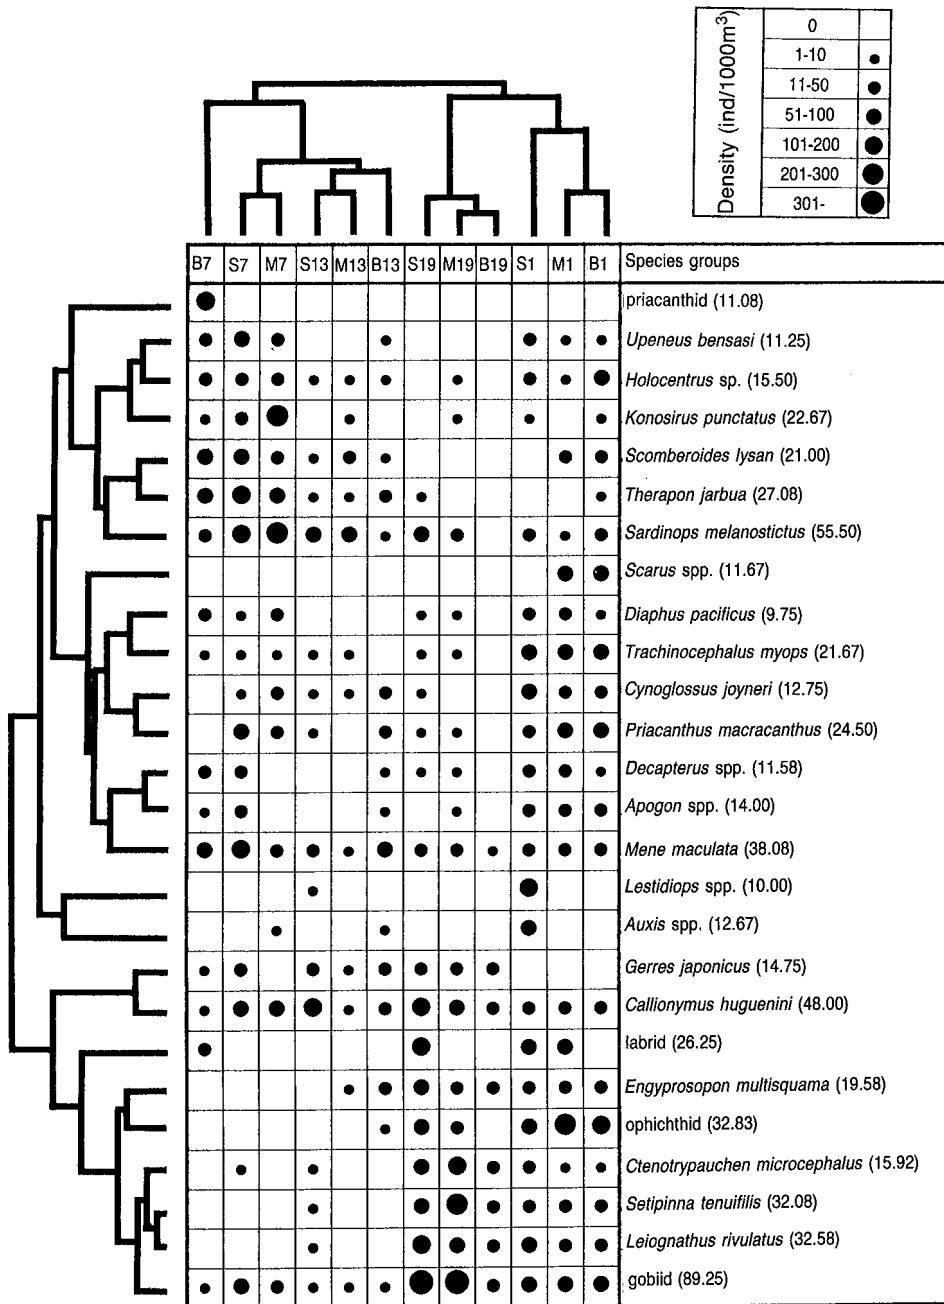 Density (ind/1000m³)
0
1-10
11-50
51-100
101-200
201-300
301-
B7 S7 M7 S13 M13 B13 S19 M19 B19 S1 M1 B1 Species groups
priacanthid (11.08)
Upeneus bensasi (11.25)
Holocentrus sp. (15.50)
Konosirus punctatus (22.67)
Scomberoides lysan (21.00)
Therapon jarbua (27.08)
Sardinops melanostictus (55.50)
Scarus spp. (11.67)
Diaphus pacificus (9.75)
Trachinocephalus myops (21.67)
Cynoglossus joyneri (12.75)
Priacanthus macracanthus (24.50)
Decapterus spp. (11.58)
Apogon spp. (14.00)
Mene maculata (38.08)
Lestidiops spp. (10.00)
Auxis spp. (12.67)
Gerres japonicus (14.75)
Callionymus huguenini (48.00)
labrid (26.25)
Engyprosopon multisquama (19.58)
ophichthid (32.83)
Ctenotrypauchen microcephalus (15.92)
Setipinna tenuifilis (32.08)
Leiognathus rivulatus (32.58)
gobiid (89.25)